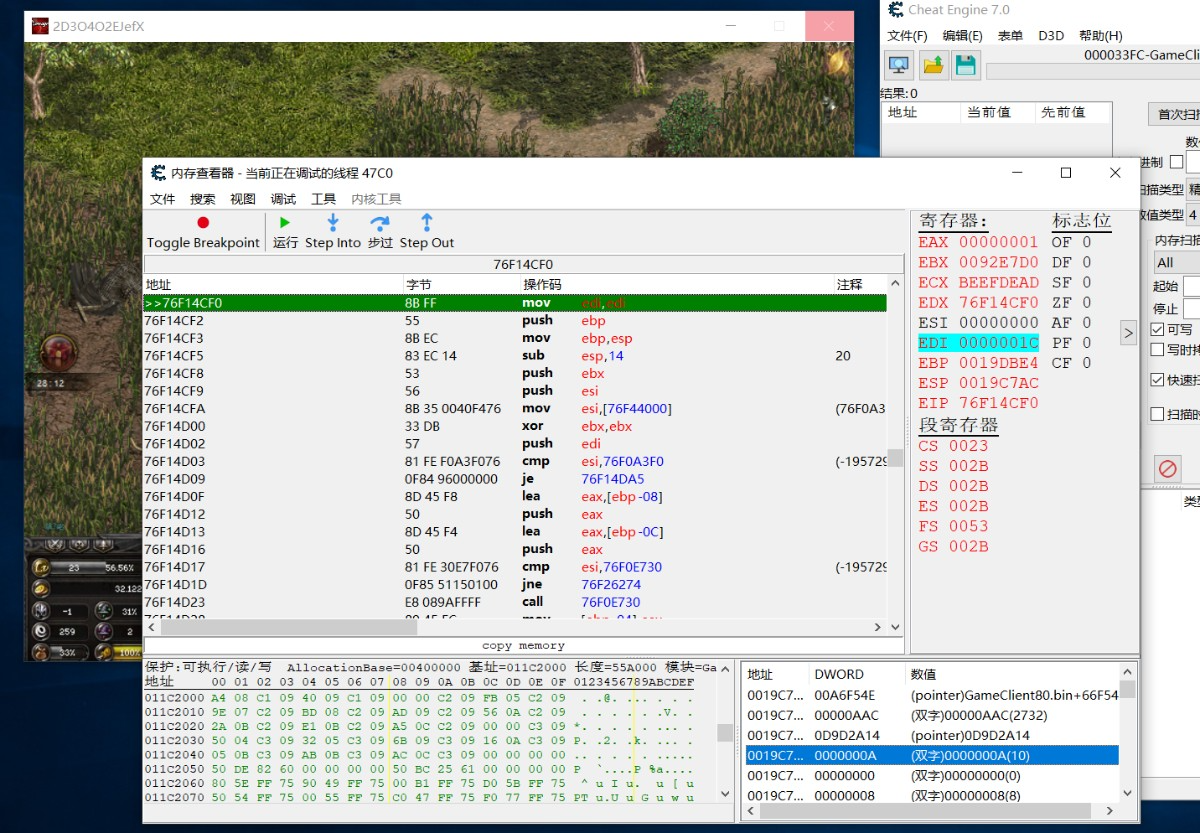 2D3O4O2EJefX
Cheat Engine 7.0
文件(F) 编辑(E) 表单 D3D 帮助(H)
000033FC-GameCli
结果:0
地址 当前值 先前值
首次扫描
进制
扫描类型 精
数值类型 4
内存扫描
All
起始
停止
可写
写时拷
快速扫
扫描时
类型
28:12
23 56.56%
32.122
-1 31%
259 2
33% 100%
内存查看器 - 当前正在调试的线程 47C0
文件 搜索 视图 调试 工具 内核工具
Toggle Breakpoint 运行 Step Into 步过 Step Out
76F14CF0
地址 字节 操作码 注释
>>76F14CF0 8B FF mov edi,edi
76F14CF2 55 push ebp
76F14CF3 8B EC mov ebp,esp
76F14CF5 83 EC 14 sub esp,14 20
76F14CF8 53 push ebx
76F14CF9 56 push esi
76F14CFA 8B 35 0040F476 mov esi,[76F44000] (76F0A3
76F14D00 33 DB xor ebx,ebx
76F14D02 57 push edi
76F14D03 81 FE F0A3F076 cmp esi,76F0A3F0 (-195729
76F14D09 0F84 96000000 je 76F14DA5
76F14D0F 8D 45 F8 lea eax,[ebp-08]
76F14D12 50 push eax
76F14D13 8D 45 F4 lea eax,[ebp-0C]
76F14D16 50 push eax
76F14D17 81 FE 30E7F076 cmp esi,76F0E730 (-195729
76F14D1D 0F85 51150100 jne 76F26274
76F14D23 E8 089AFFFF call 76F0E730
copy memory
寄存器: 标志位
EAX 00000001 OF 0
EBX 0092E7D0 DF 0
ECX BEEFDEAD SF 0
EDX 76F14CF0 ZF 0
ESI 00000000 AF 0
EDI 0000001C PF 0
EBP 0019DBE4 CF 0
ESP 0019C7AC
EIP 76F14CF0
段寄存器
CS 0023
SS 002B
DS 002B
ES 002B
FS 0053
GS 002B
>
保护:可执行/读/写 AllocationBase=00400000 基址=011C2000 长度=55A000 模块=Ga
地址 00 01 02 03 04 05 06 07 08 09 0A 0B 0C 0D 0E 0F 0123456789ABCDEF
011C2000 A4 08 C1 09 40 09 C1 09 00 00 C2 09 FB 05 C2 09 . . .@. . . . . . .
011C2010 9E 07 C2 09 BD 08 C2 09 AD 09 C2 09 56 0A C2 09 . . . . . . . .V. .
011C2020 2A 0B C2 09 E1 0B C2 09 A5 0C C2 09 00 00 C3 09 *. . . . . . . . .
011C2030 50 04 C3 09 32 05 C3 09 6B 09 C3 09 16 0A C3 09 P. .2. .k. . . . .
011C2040 05 0B C3 09 AB 0B C3 09 AC 0C C3 09 00 00 00 00
011C2050 50 DE 82 60 00 00 00 00 50 BC 25 61 00 00 00 00 P `....P %a....
011C2060 80 5E FF 75 90 49 FF 75 00 B1 FF 75 D0 5B FF 75 ^ u I u. u [ u
011C2070 50 54 FF 75 00 55 FF 75 C0 47 FF 75 F0 77 FF 75 PT u.U u G u w u
地址 DWORD 数值
0019C7... 00A6F54E (pointer)GameClient80.bin+66F54
0019C7... 00000AAC (双字)00000AAC(2732)
0019C7... 0D9D2A14 (pointer)0D9D2A14
0019C7... 0000000A (双字)0000000A(10)
0019C7... 00000000 (双字)00000000(0)
0019C7... 00000008 (双字)00000008(8)